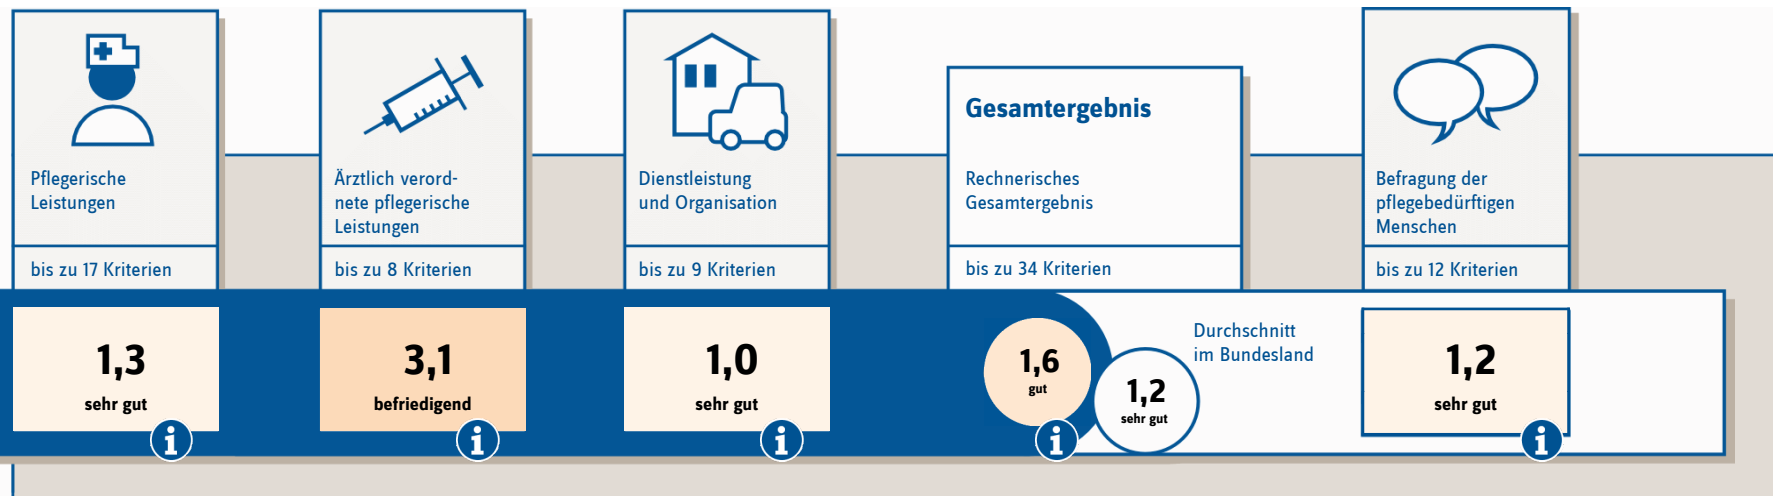 Pflegerische
Leistungen
bis zu 17 Kriterien
1,3
sehr gut
i
Ärztlich verord-
nete pflegerische
Leistungen
bis zu 8 Kriterien
3,1
befriedigend
i
Dienstleistung
und Organisation
bis zu 9 Kriterien
1,0
sehr gut
i
Gesamtergebnis
Rechnerisches
Gesamtergebnis
bis zu 34 Kriterien
1,6
gut
i
1,2
sehr gut
Durchschnitt
im Bundesland
Befragung der
pflegebedürftigen
Menschen
bis zu 12 Kriterien
1,2
sehr gut
i